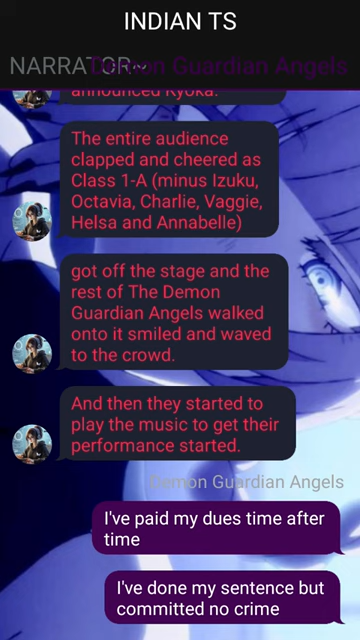 INDIAN TS
NARRATOR~
Demon Guardian Angels
announced Kyoka.
The entire audience
clapped and cheered as
Class 1-A (minus Izuku,
Octavia, Charlie, Vaggie,
Helsa and Annabelle)
got off the stage and the
rest of The Demon
Guardian Angels walked
onto it smiled and waved
to the crowd.
And then they started to
play the music to get their
performance started.
Demon Guardian Angels
I've paid my dues time after
time
I've done my sentence but
committed no crime